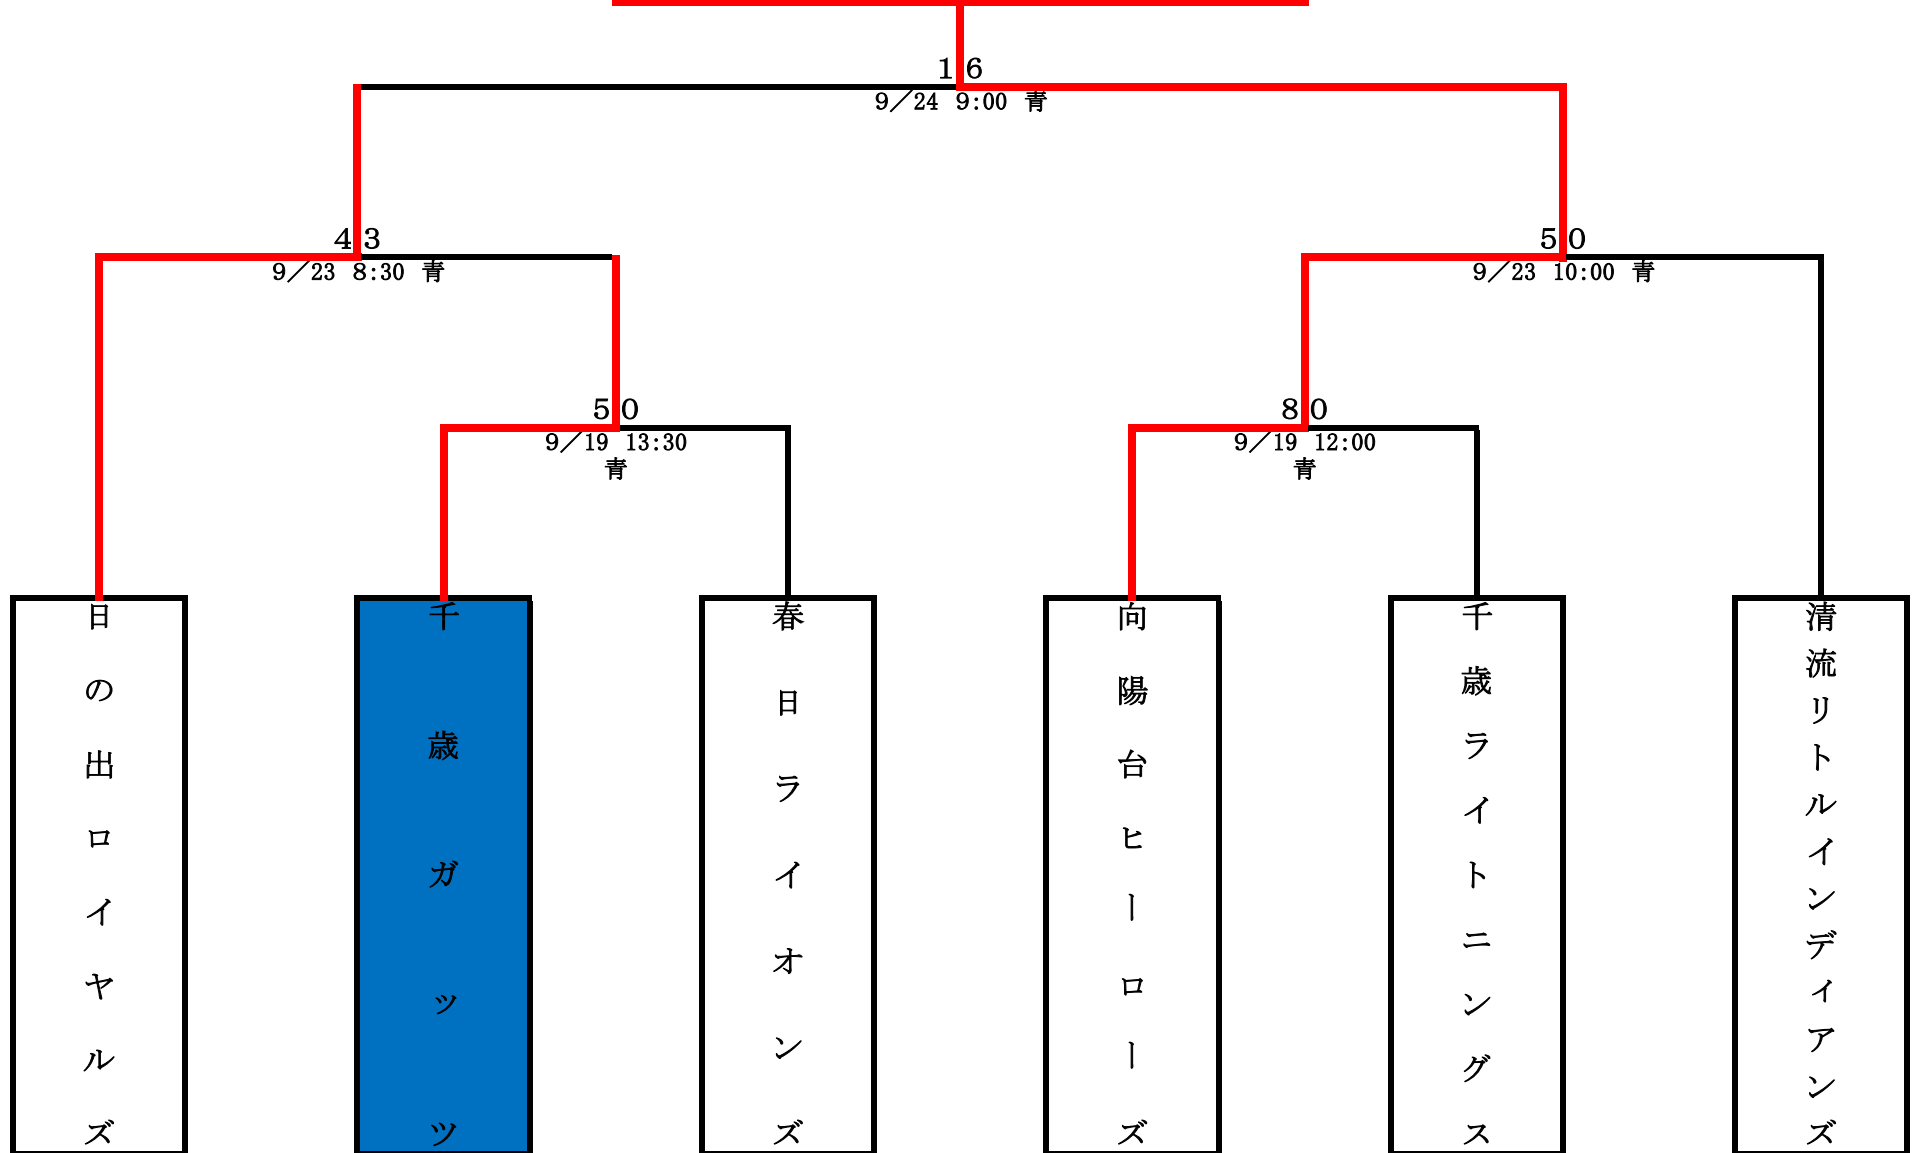 1 6
9／24 9:00 青
4 3
9／23 8:30 青
5 0
9／23 10:00 青
5 0
9／19 13:30
青
8 0
9／19 12:00
青
日の出ロイヤルズ
千歳ガッツ
春日ライオンズ
向陽台ヒーローズ
千歳ライトニングス
清流リトルインディアンズ